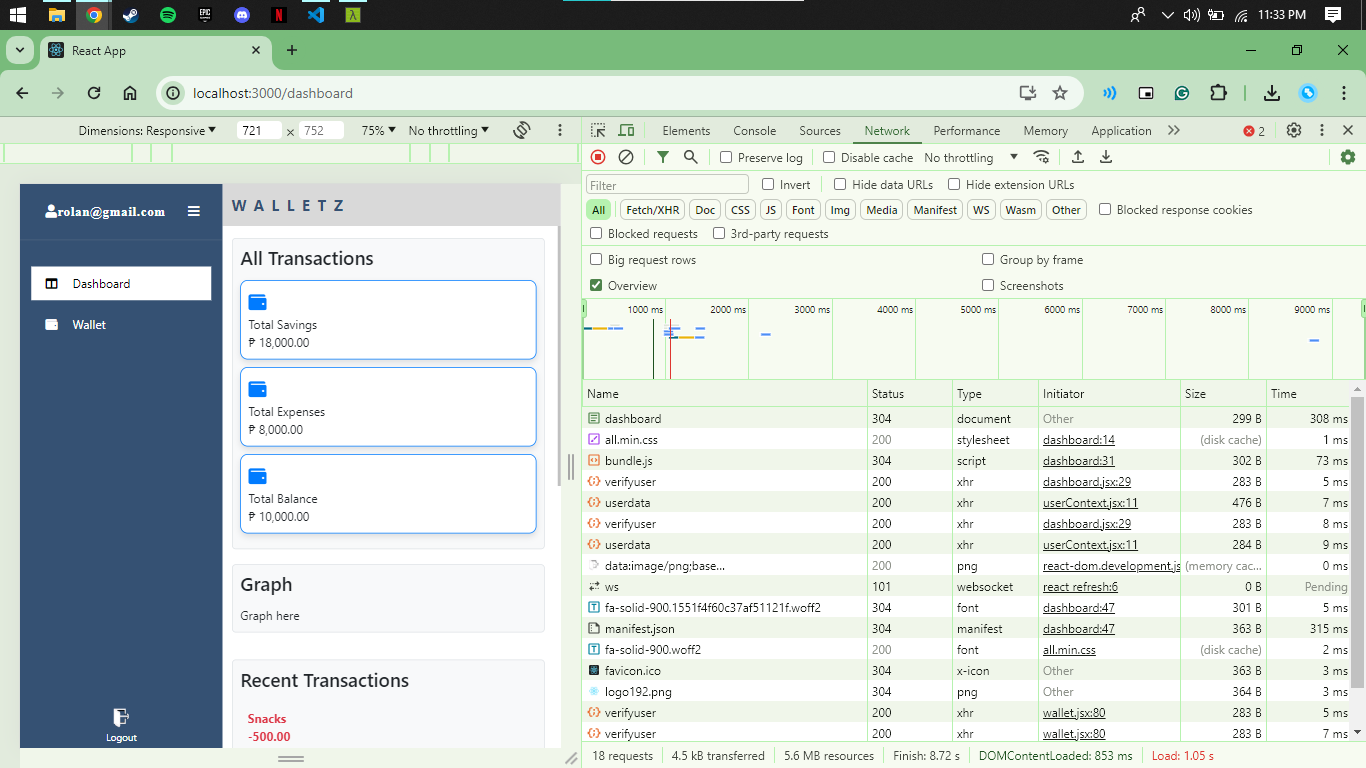 11:33 PM
React App
localhost:3000/dashboard
Dimensions: Responsive 721 × 752 75% No throttling
Elements Console Sources Network Performance Memory Application 2
Preserve log Disable cache No throttling
Filter Invert Hide data URLs Hide extension URLs
All Fetch/XHR Doc CSS JS Font Img Media Manifest WS Wasm Other Blocked response cookies
Blocked requests 3rd-party requests
Big request rows Group by frame
Overview Screenshots
1000 ms 2000 ms 3000 ms 4000 ms 5000 ms 6000 ms 7000 ms 8000 ms 9000 ms
Name Status Type Initiator Size Time
dashboard 304 document Other 299 B 308 ms
all.min.css 200 stylesheet dashboard:14 (disk cache) 1 ms
bundle.js 304 script dashboard:31 302 B 73 ms
verifyuser 200 xhr dashboard.jsx:29 283 B 5 ms
userdata 200 xhr userContext.jsx:11 476 B 7 ms
verifyuser 200 xhr dashboard.jsx:29 283 B 8 ms
userdata 200 xhr userContext.jsx:11 284 B 9 ms
data:image/png;base... 200 png react-dom.development.js (memory cac... 0 ms
ws 101 websocket react refresh:6 0 B Pending
fa-solid-900.1551f4f60c37af51121f.woff2 304 font dashboard:47 301 B 5 ms
manifest.json 304 manifest dashboard:47 363 B 315 ms
fa-solid-900.woff2 200 font all.min.css (disk cache) 2 ms
favicon.ico 304 x-icon Other 363 B 3 ms
logo192.png 304 png Other 364 B 3 ms
verifyuser 200 xhr wallet.jsx:80 283 B 5 ms
verifyuser 200 xhr wallet.jsx:80 283 B 7 ms
18 requests 4.5 kB transferred 5.6 MB resources Finish: 8.72 s DOMContentLoaded: 853 ms Load: 1.05 s
rolan@gmail.com
Dashboard
Wallet
Logout
WALLETZ
All Transactions
Total Savings
₱ 18,000.00
Total Expenses
₱ 8,000.00
Total Balance
₱ 10,000.00
Graph
Graph here
Recent Transactions
Snacks
-500.00